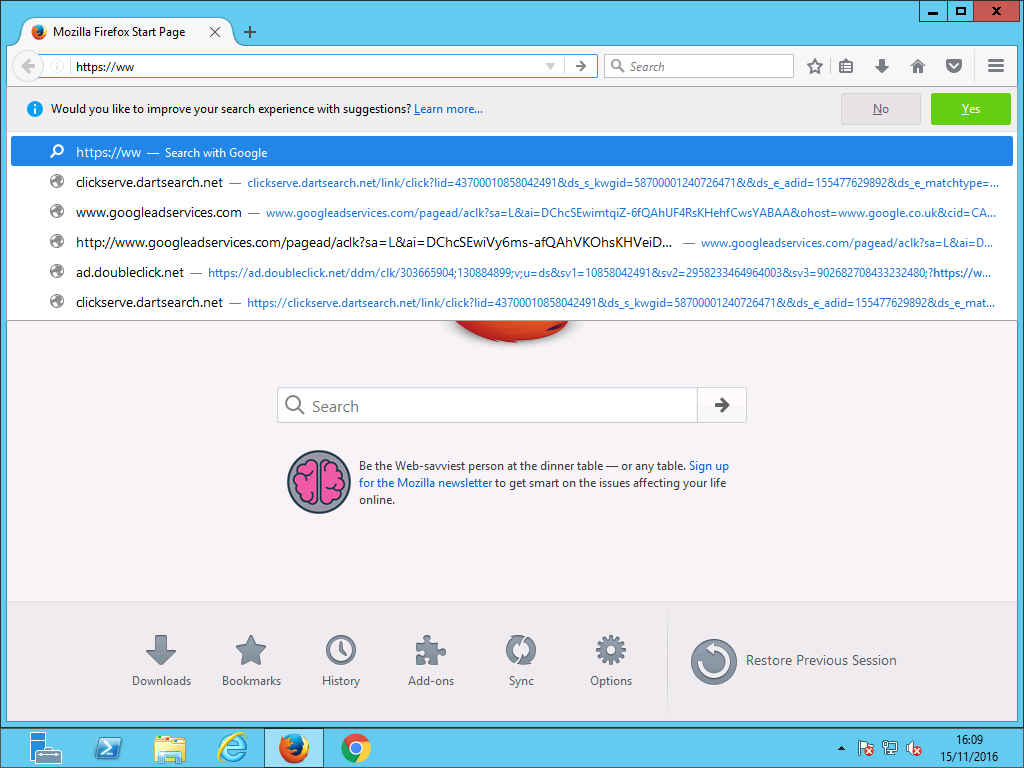 Mozilla Firefox Start Page
https://ww
Search
Would you like to improve your search experience with suggestions? Learn more...
No
Yes
https://ww — Search with Google
clickserve.dartsearch.net — clickserve.dartsearch.net/link/click?lid=43700010858042491&ds_s_kwgid=58700001240726471&&ds_e_adid=155477629892&ds_e_matchtype=...
www.googleadservices.com — www.googleadservices.com/pagead/aclk?sa=L&ai=DChcSEwimtqiZ-6fQAhUF4RsKHehfCwsYABAA&ohost=www.google.co.uk&cid=CA...
http://www.googleadservices.com/pagead/aclk?sa=L&ai=DChcSEwiVy6ms-afQAhVKOhsKHVeiD... — www.googleadservices.com/pagead/aclk?sa=L&ai=D...
ad.doubleclick.net — https://ad.doubleclick.net/ddm/clk/303665904;130884899;v;u=ds&sv1=10858042491&sv2=2958233464964003&sv3=902682708433232480;?https://w...
clickserve.dartsearch.net — https://clickserve.dartsearch.net/link/click?lid=43700010858042491&ds_s_kwgid=58700001240726471&&ds_e_adid=155477629892&ds_e_mat...
Search
Be the Web-savviest person at the dinner table — or any table. Sign up
for the Mozilla newsletter to get smart on the issues affecting your life
online.
Downloads
Bookmarks
History
Add-ons
Sync
Options
Restore Previous Session
16:09
15/11/2016